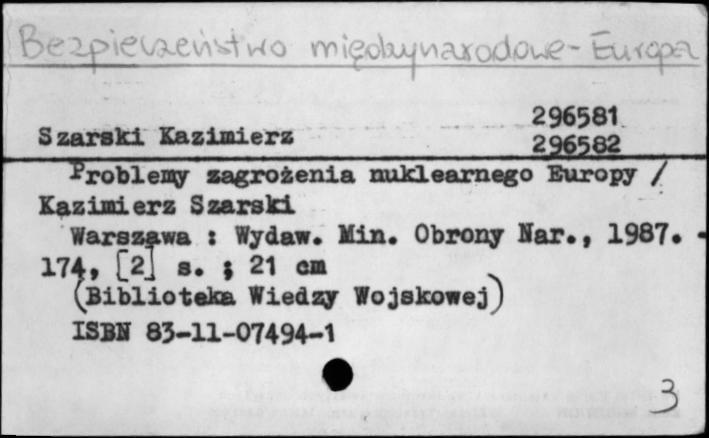 Bezpieczeństwo międzynarodowe - Europa
296581
Szarski Kazimierz
296582
Problemy zagrożenia nuklearnego Europy /
Kazimierz Szarski
Warszawa : Wydaw. Min. Obrony Nar., 1987. -
174, [2] s. ; 21 cm
(Biblioteka Wiedzy Wojskowej)
ISBN 83-11-07494-1
3